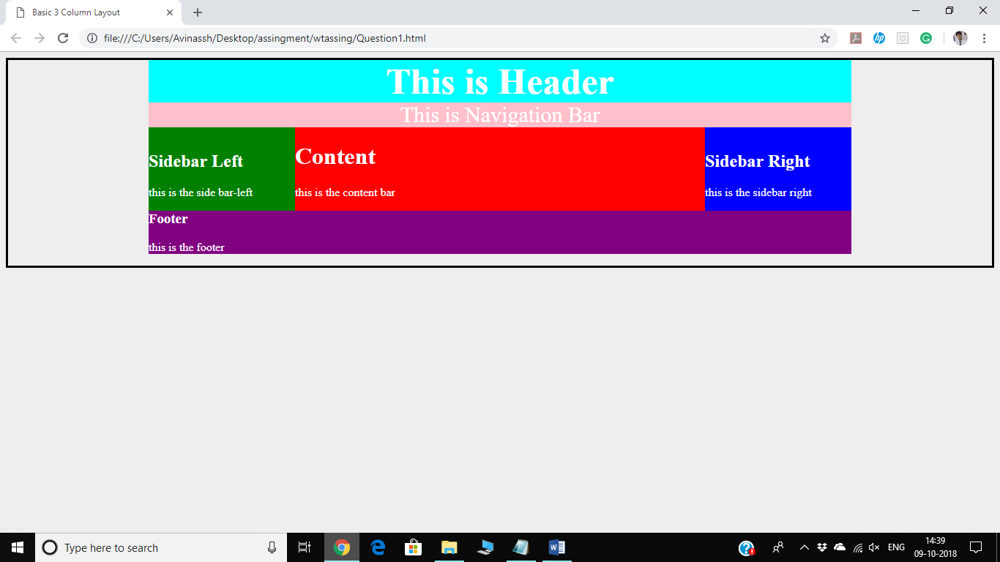 Basic 3 Column Layout
file:///C:/Users/Avinassh/Desktop/assingment/wtassing/Question1.html
This is Header
This is Navigation Bar
Sidebar Left
this is the side bar-left
Content
this is the content bar
Sidebar Right
this is the sidebar right
Footer
this is the footer
Type here to search
ENG
14:39
09-10-2018